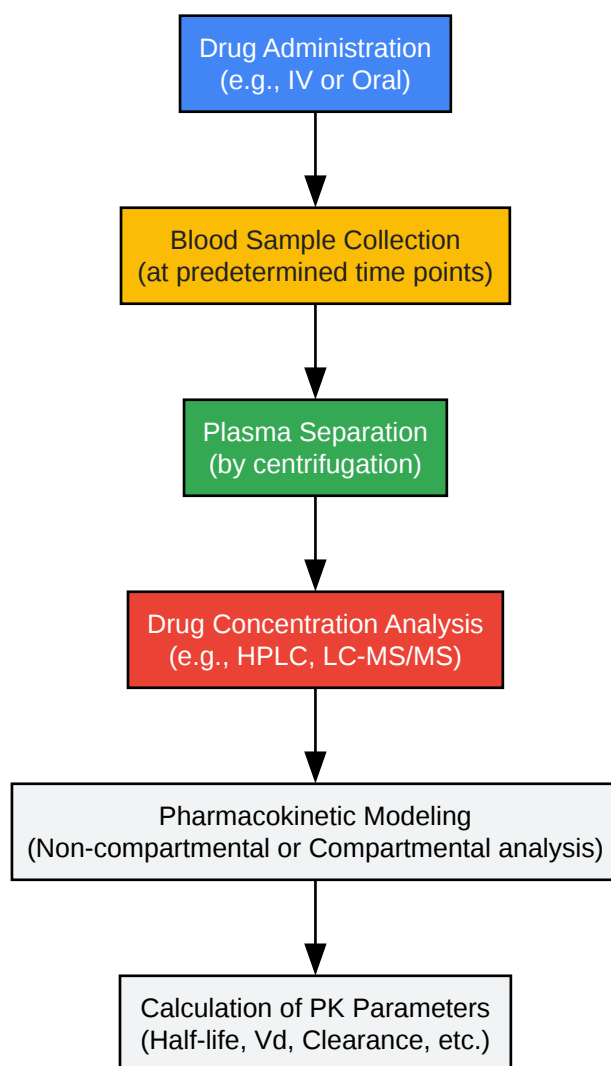 Drug Administration
(e.g., IV or Oral)
Blood Sample Collection
(at predetermined time points)
Plasma Separation
(by centrifugation)
Drug Concentration Analysis
(e.g., HPLC, LC-MS/MS)
Pharmacokinetic Modeling
(Non-compartmental or Compartmental analysis)
Calculation of PK Parameters
(Half-life, Vd, Clearance, etc.)